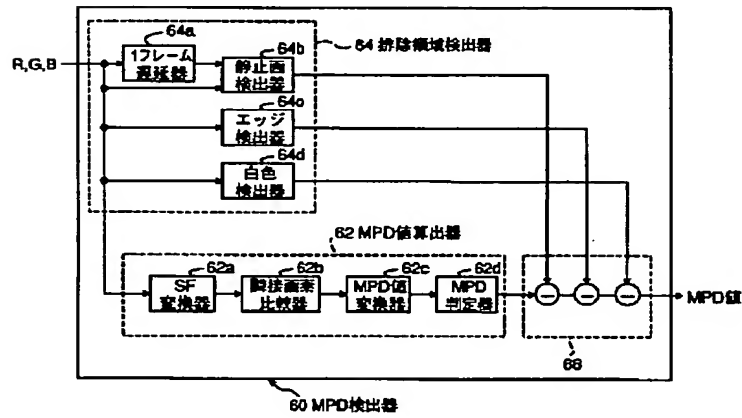 64a
1フレーム
遅延器
64b
静止画
検出器
64 排除領域検出器
R,G,B
64c
エッジ
検出器
64d
白色
検出器
62 MPD値算出器
62a
SF
変換器
62b
隣接画素
比較器
62c
MPD値
変換器
62d
MPD
判定器
MPD値
66
60 MPD検出器